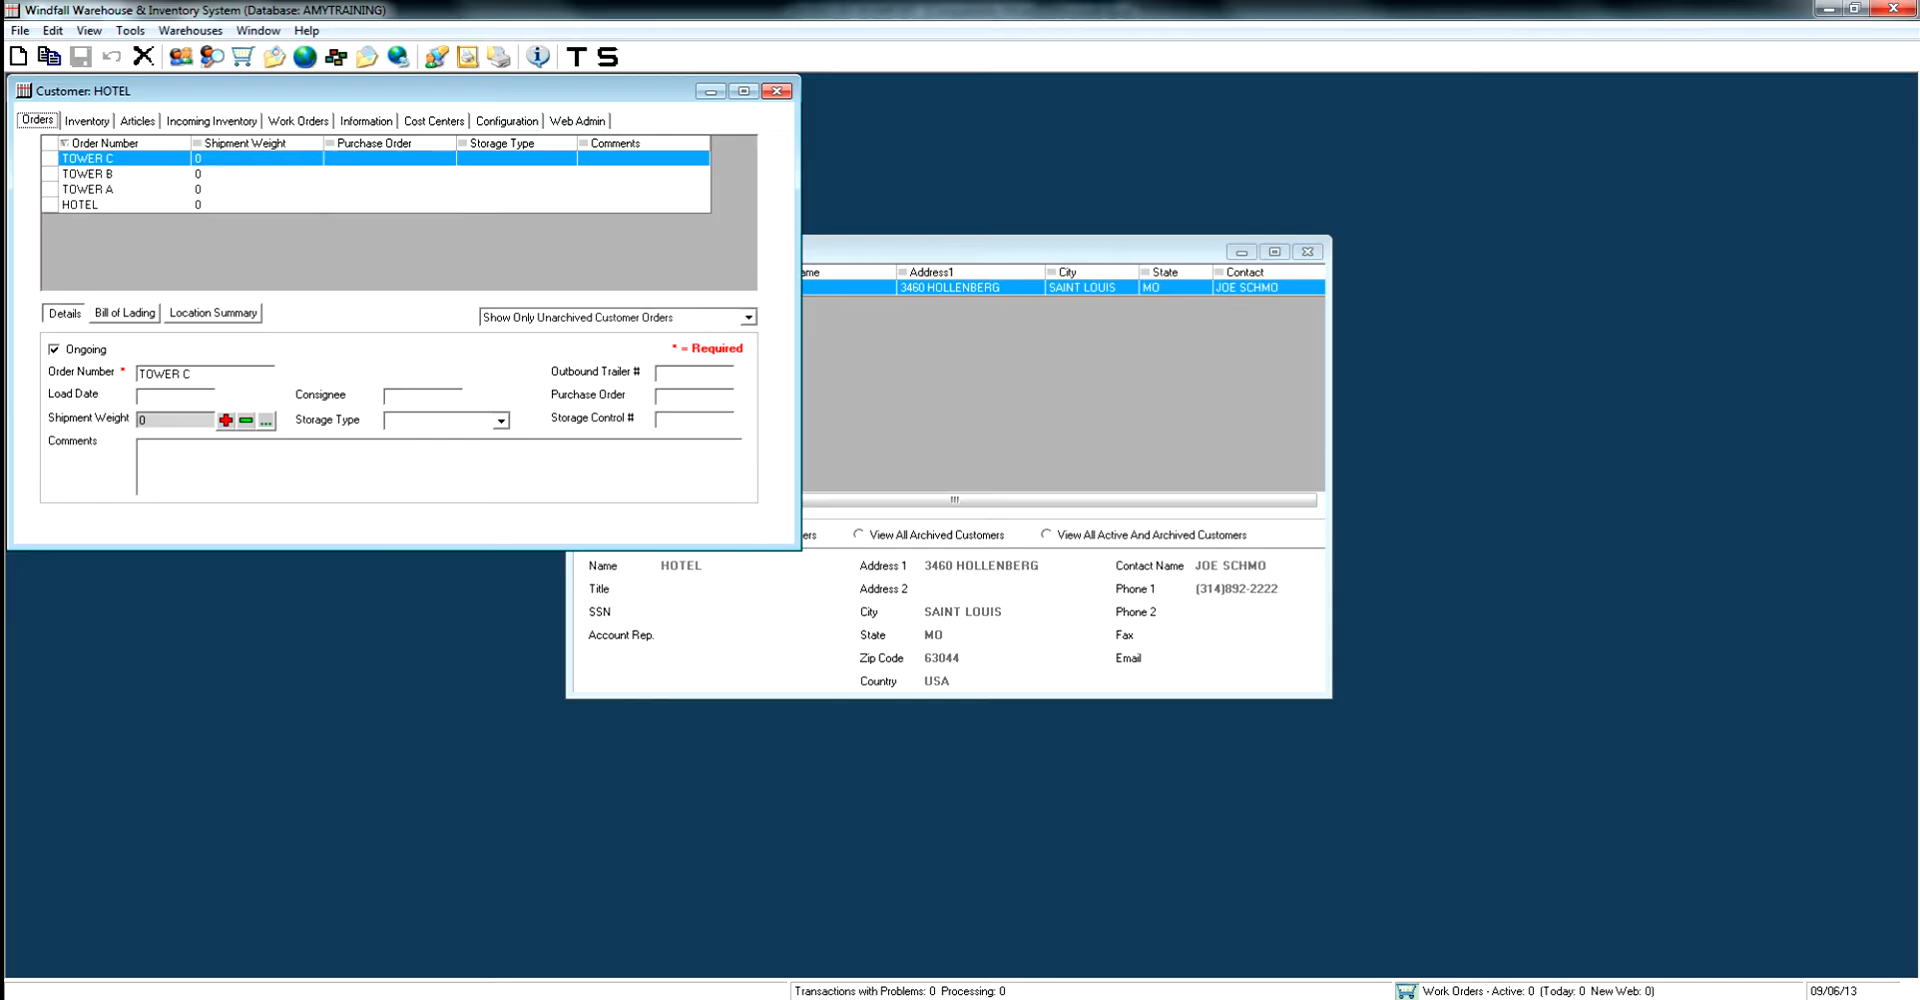 Windfall Warehouse & Inventory System (Database: AMYTRAINING)
File Edit View Tools Warehouses Window Help
T S
Customer: HOTEL
Orders Inventory Articles Incoming Inventory Work Orders Information Cost Centers Configuration Web Admin
Order Number Shipment Weight Purchase Order Storage Type Comments
TOWER C 0
TOWER B 0
TOWER A 0
HOTEL 0
Details Bill of Lading Location Summary
Show Only Unarchived Customer Orders
Ongoing * = Required
Order Number * TOWER C Outbound Trailer #
Load Date Consignee Purchase Order
Shipment Weight 0 ... Storage Type Storage Control #
Comments
Address1 City State Contact
3460 HOLLENBERG SAINT LOUIS MO JOE SCHMO
View All Archived Customers View All Active And Archived Customers
Name HOTEL Address 1 3460 HOLLENBERG Contact Name JOE SCHMO
Title Address 2 Phone 1 (314)892-2222
SSN City SAINT LOUIS Phone 2
Account Rep. State MO Fax
Zip Code 63044 Email
Country USA
Transactions with Problems: 0 Processing: 0
Work Orders - Active: 0 (Today: 0 New Web: 0)
09/06/13